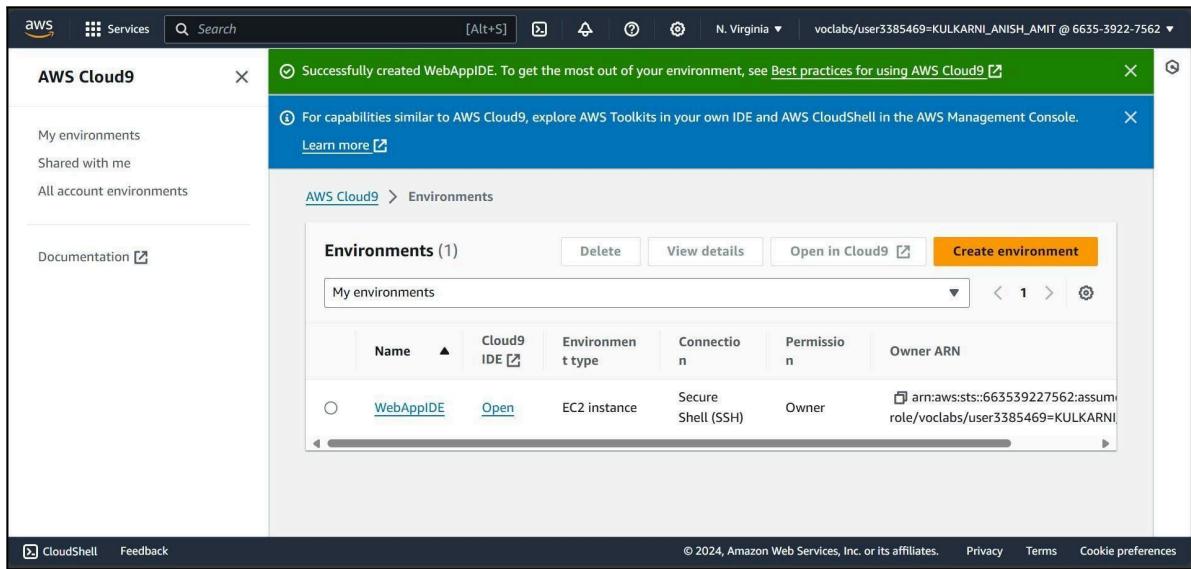 aws
Services
Search
[Alt+S]
N. Virginia
voclabs/user3385469=KULKARNI_ANISH_AMIT @ 6635-3922-7562
AWS Cloud9
My environments
Shared with me
All account environments
Documentation
Successfully created WebAppIDE. To get the most out of your environment, see Best practices for using AWS Cloud9
For capabilities similar to AWS Cloud9, explore AWS Toolkits in your own IDE and AWS CloudShell in the AWS Management Console.
Learn more
AWS Cloud9 > Environments
Environments (1)
Delete
View details
Open in Cloud9
Create environment
My environments
1
Name
Cloud9
IDE
Environmen
t type
Connectio
n
Permissio
n
Owner ARN
WebAppIDE
Open
EC2 instance
Secure
Shell (SSH)
Owner
arn:aws:sts::663539227562:assum
role/voclabs/user3385469=KULKARNI
CloudShell
Feedback
© 2024, Amazon Web Services, Inc. or its affiliates.
Privacy
Terms
Cookie preferences